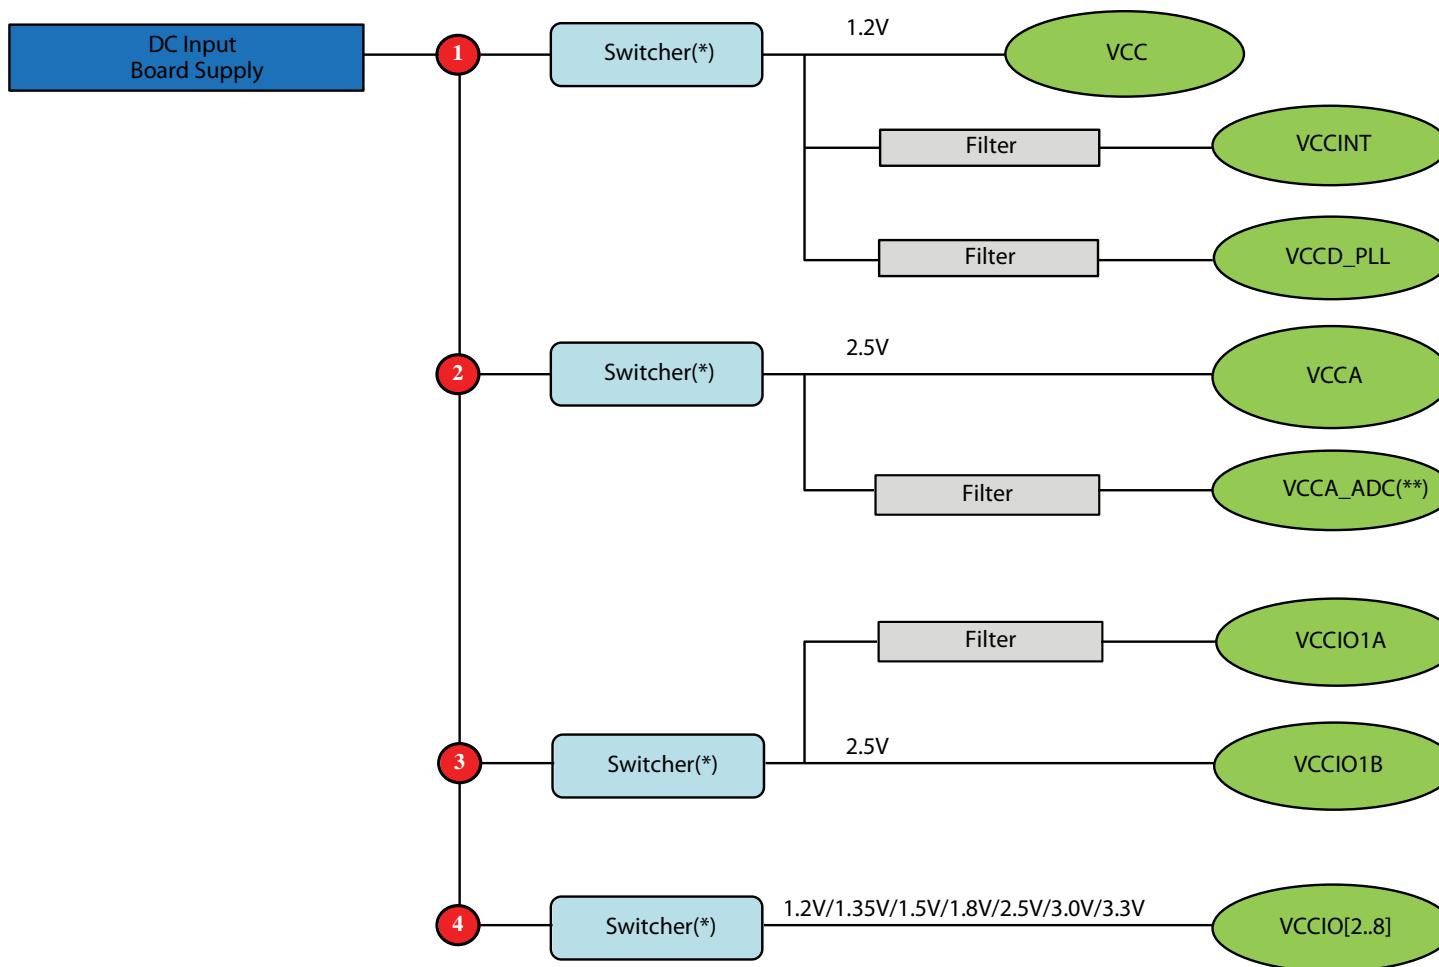 DC Input
Board Supply
1
Switcher(*)
1.2V
VCC
Filter
VCCINT
Filter
VCCD_PLL
2
Switcher(*)
2.5V
VCCA
Filter
VCCA_ADC(**)
Filter
VCCIO1A
3
Switcher(*)
2.5V
VCCIO1B
4
Switcher(*)
1.2V/1.35V/1.5V/1.8V/2.5V/3.0V/3.3V
VCCIO[2..8]